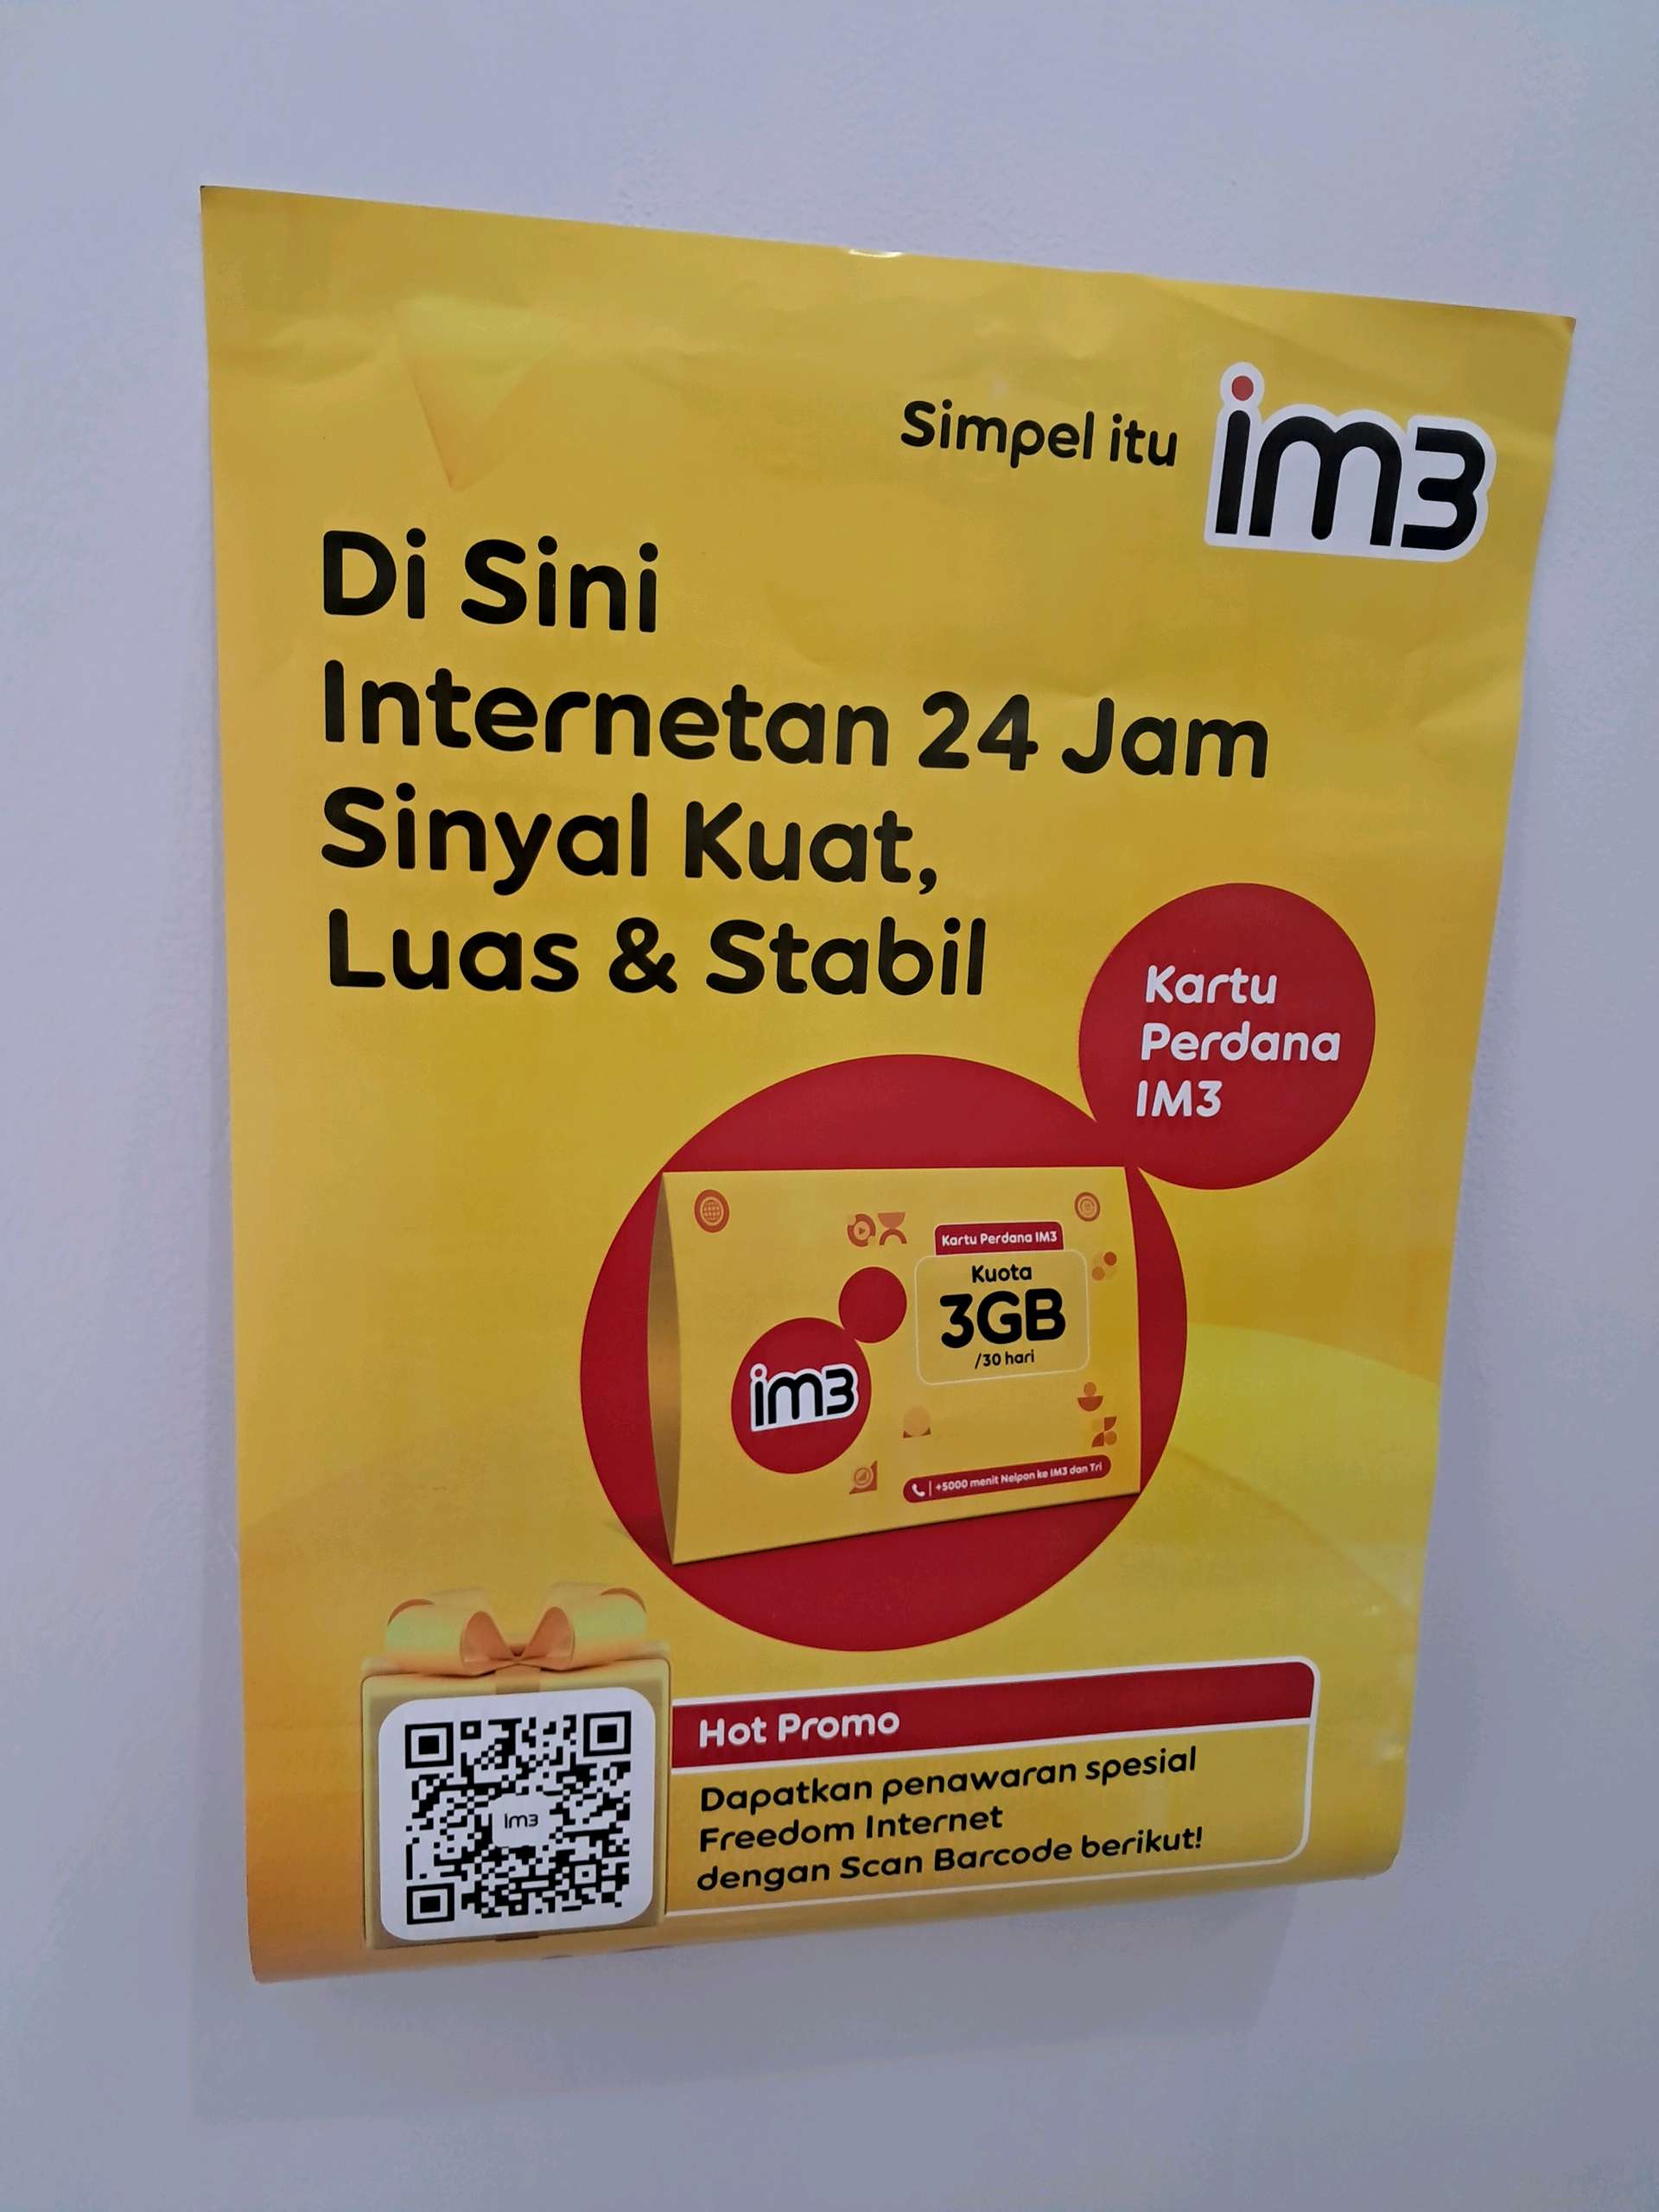 Simpel itu im3
Di Sini
Internetan 24 Jam
Sinyal Kuat,
Luas & Stabil
Kartu
Perdana
IM3
Kartu Perdana IM3
Kuota
3GB
/30 hari
im3
+5000 menit Nelpon ke IM3 dan Tri
Hot Promo
Dapatkan penawaran spesial
Freedom Internet
dengan Scan Barcode berikut!
im3